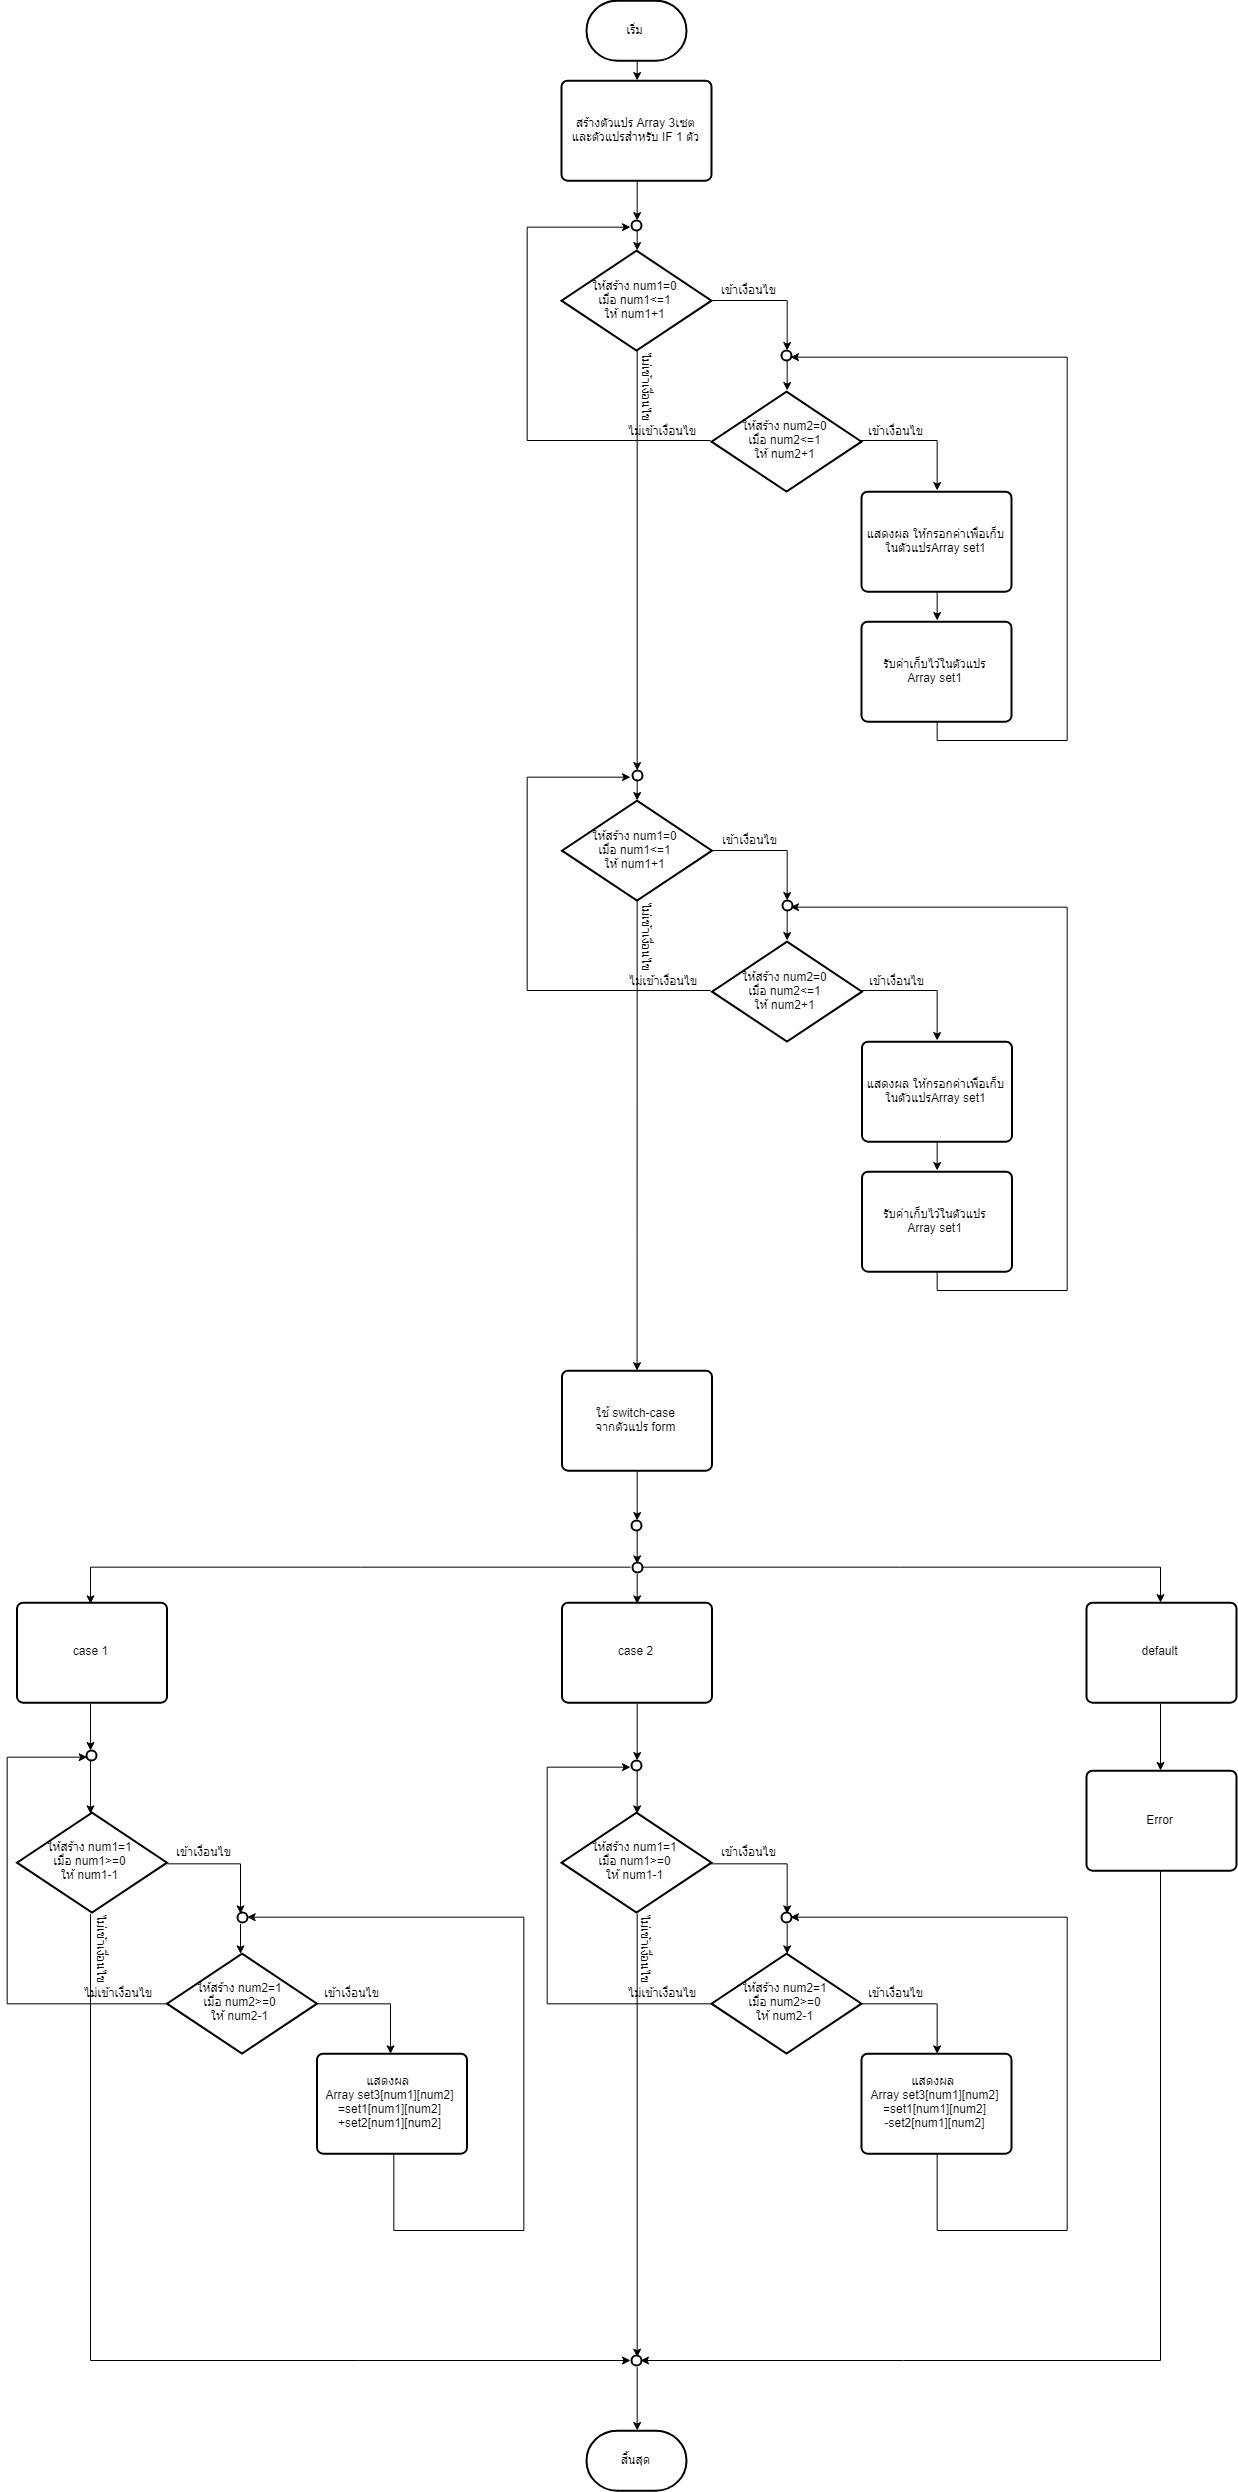 เริ่ม
สร้างตัวแปร Array 3เซต
และตัวแปรสำหรับ IF 1 ตัว
ให้สร้าง num1=0
เมื่อ num1<=1
ให้ num1+1
เข้าเงื่อนไข
ไม่เข้าเงื่อนไข
ไม่เข้าเงื่อนไข
ให้สร้าง num2=0
เมื่อ num2<=1
ให้ num2+1
เข้าเงื่อนไข
แสดงผล ให้กรอกค่าเพื่อเก็บ
ในตัวแปรArray set1
รับค่าเก็บไว้ในตัวแปร
Array set1
ให้สร้าง num1=0
เมื่อ num1<=1
ให้ num1+1
เข้าเงื่อนไข
ไม่เข้าเงื่อนไข
ไม่เข้าเงื่อนไข
ให้สร้าง num2=0
เมื่อ num2<=1
ให้ num2+1
เข้าเงื่อนไข
แสดงผล ให้กรอกค่าเพื่อเก็บ
ในตัวแปรArray set1
รับค่าเก็บไว้ในตัวแปร
Array set1
ใช้ switch-case
จากตัวแปร form
case 1
case 2
default
ให้สร้าง num1=1
เมื่อ num1>=0
ให้ num1-1
เข้าเงื่อนไข
ไม่เข้าเงื่อนไข
ไม่เข้าเงื่อนไข
ให้สร้าง num2=1
เมื่อ num2>=0
ให้ num2-1
เข้าเงื่อนไข
แสดงผล
Array set3[num1][num2]
=set1[num1][num2]
+set2[num1][num2]
ให้สร้าง num1=1
เมื่อ num1>=0
ให้ num1-1
เข้าเงื่อนไข
ไม่เข้าเงื่อนไข
ไม่เข้าเงื่อนไข
ให้สร้าง num2=1
เมื่อ num2>=0
ให้ num2-1
เข้าเงื่อนไข
แสดงผล
Array set3[num1][num2]
=set1[num1][num2]
-set2[num1][num2]
Error
สิ้นสุด